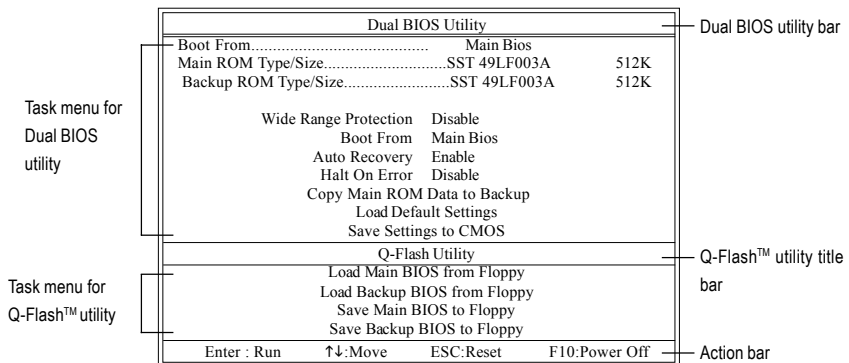 Dual BIOS Utility
Dual BIOS utility bar
Boot From.......................................... Main Bios
Main ROM Type/Size.............................SST 49LF003A 512K
Backup ROM Type/Size.........................SST 49LF003A 512K
Task menu for
Dual BIOS
utility
Wide Range Protection Disable
Boot From Main Bios
Auto Recovery Enable
Halt On Error Disable
Copy Main ROM Data to Backup
Load Default Settings
Save Settings to CMOS
Q-Flash Utility
Q-Flash™ utility title
bar
Task menu for
Q-Flash™ utility
Load Main BIOS from Floppy
Load Backup BIOS from Floppy
Save Main BIOS to Floppy
Save Backup BIOS to Floppy
Enter : Run ↑↓:Move ESC:Reset F10:Power Off
Action bar